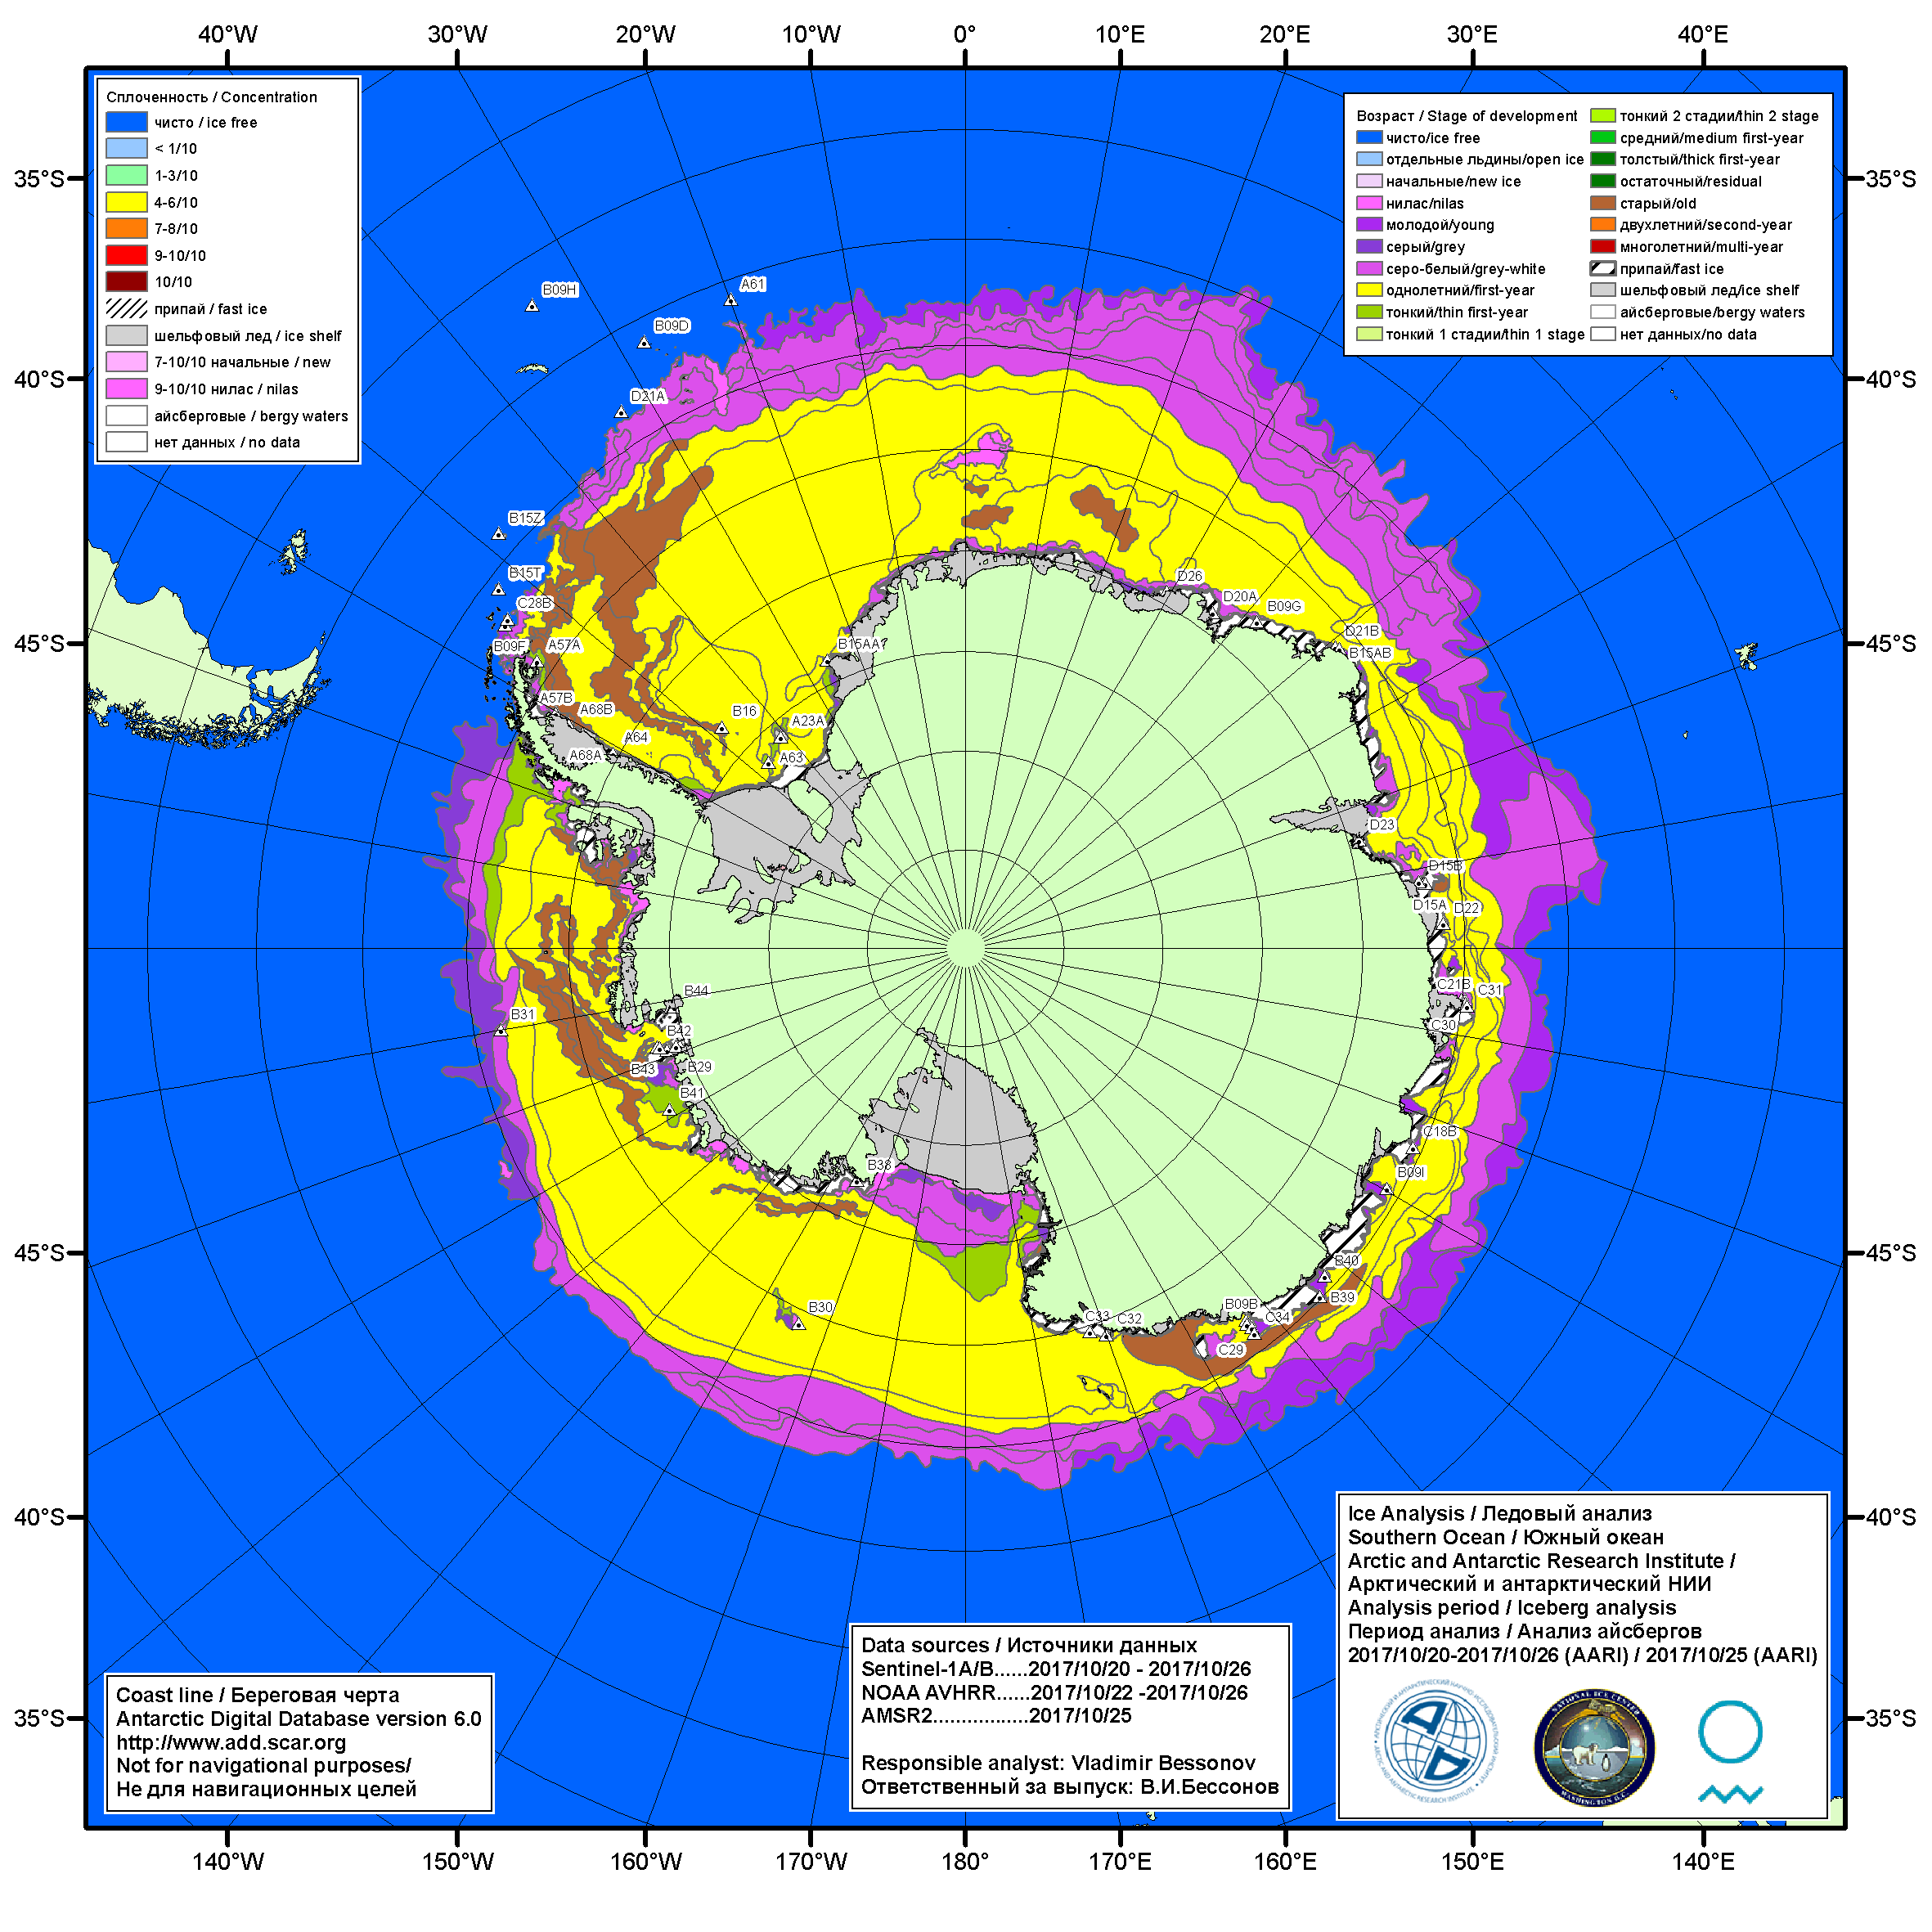 40°W 30°W 20°W 10°W 0° 10°E 20°E 30°E 40°E
35°S
40°S
45°S
45°S
40°S
35°S
35°S
40°S
45°S
45°S
40°S
35°S
140°W 150°W 160°W 170°W 180° 170°E 160°E 150°E 140°E
Сплоченность / Concentration
чисто / ice free
< 1/10
1-3/10
4-6/10
7-8/10
9-10/10
10/10
припай / fast ice
шельфовый лед / ice shelf
7-10/10 начальные / new
9-10/10 нилас / nilas
айсберговые / bergy waters
нет данных / no data
Возраст / Stage of development
чисто/ice free
отдельные льдины/open ice
начальные/new ice
нилас/nilas
молодой/young
серый/grey
серо-белый/grey-white
однолетний/first-year
тонкий/thin first-year
тонкий 1 стадии/thin 1 stage
тонкий 2 стадии/thin 2 stage
средний/medium first-year
толстый/thick first-year
остаточный/residual
старый/old
двухлетний/second-year
многолетний/multi-year
припай/fast ice
шельфовый лед/ice shelf
айсберговые/bergy waters
нет данных/no data
B09H
A61
B09D
D21A
B15Z
B15T
C28B
B09F
A57A
A57B
A68B
A64
A68A
B16
A23A
A63
B15AA
D26
D20A
B09G
D21B
B15AB
D23
D15B
D15A
D22
C21B
C31
C30
C18B
B09I
B40
B39
B09B
C34
C29
C33
C32
B44
B31
B42
B43
B29
B41
B38
B30
Ice Analysis / Ледовый анализ
Southern Ocean / Южный океан
Arctic and Antarctic Research Institute /
Арктический и антарктический НИИ
Analysis period / Iceberg analysis
Период анализ / Анализ айсбергов
2017/10/20-2017/10/26 (AARI) / 2017/10/25 (AARI)
NATIONAL ICE CENTER
WASHINGTON D.C.
Data sources / Источники данных
Sentinel-1A/B......2017/10/20 - 2017/10/26
NOAA AVHRR......2017/10/22 -2017/10/26
AMSR2.................2017/10/25
Responsible analyst: Vladimir Bessonov
Ответственный за выпуск: В.И.Бессонов
Coast line / Береговая черта
Antarctic Digital Database version 6.0
http://www.add.scar.org
Not for navigational purposes/
Не для навигационных целей